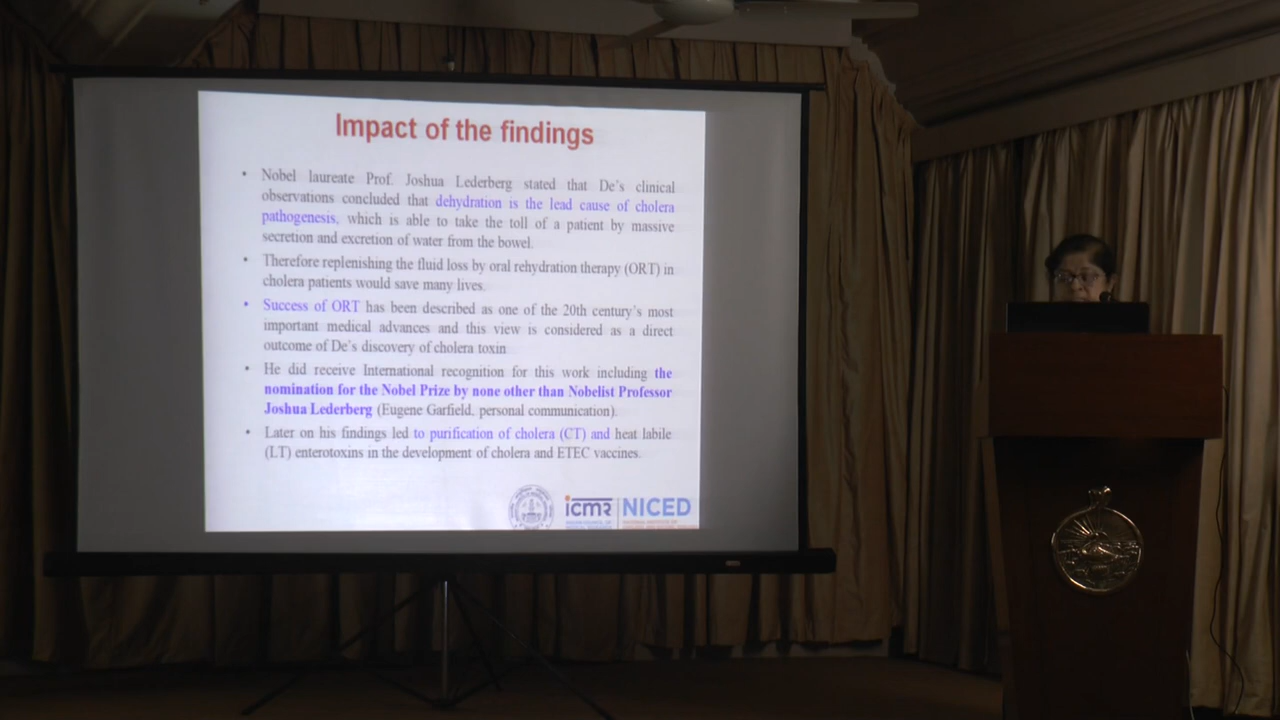 Impact of the findings
• Nobel laureate Prof. Joshua Lederberg stated that De's clinical
observations concluded that dehydration is the lead cause of cholera
pathogenesis, which is able to take the toll of a patient by massive
secretion and excretion of water from the bowel.
• Therefore replenishing the fluid loss by oral rehydration therapy (ORT) in
cholera patients would save many lives.
• Success of ORT has been described as one of the 20th century's most
important medical advances and this view is considered as a direct
outcome of De's discovery of cholera toxin
• He did receive International recognition for this work including the
nomination for the Nobel Prize by none other than Nobelist Professor
Joshua Lederberg (Eugene Garfield, personal communication).
• Later on his findings led to purification of cholera (CT) and heat labile
(LT) enterotoxins in the development of cholera and ETEC vaccines.
icmr NICED